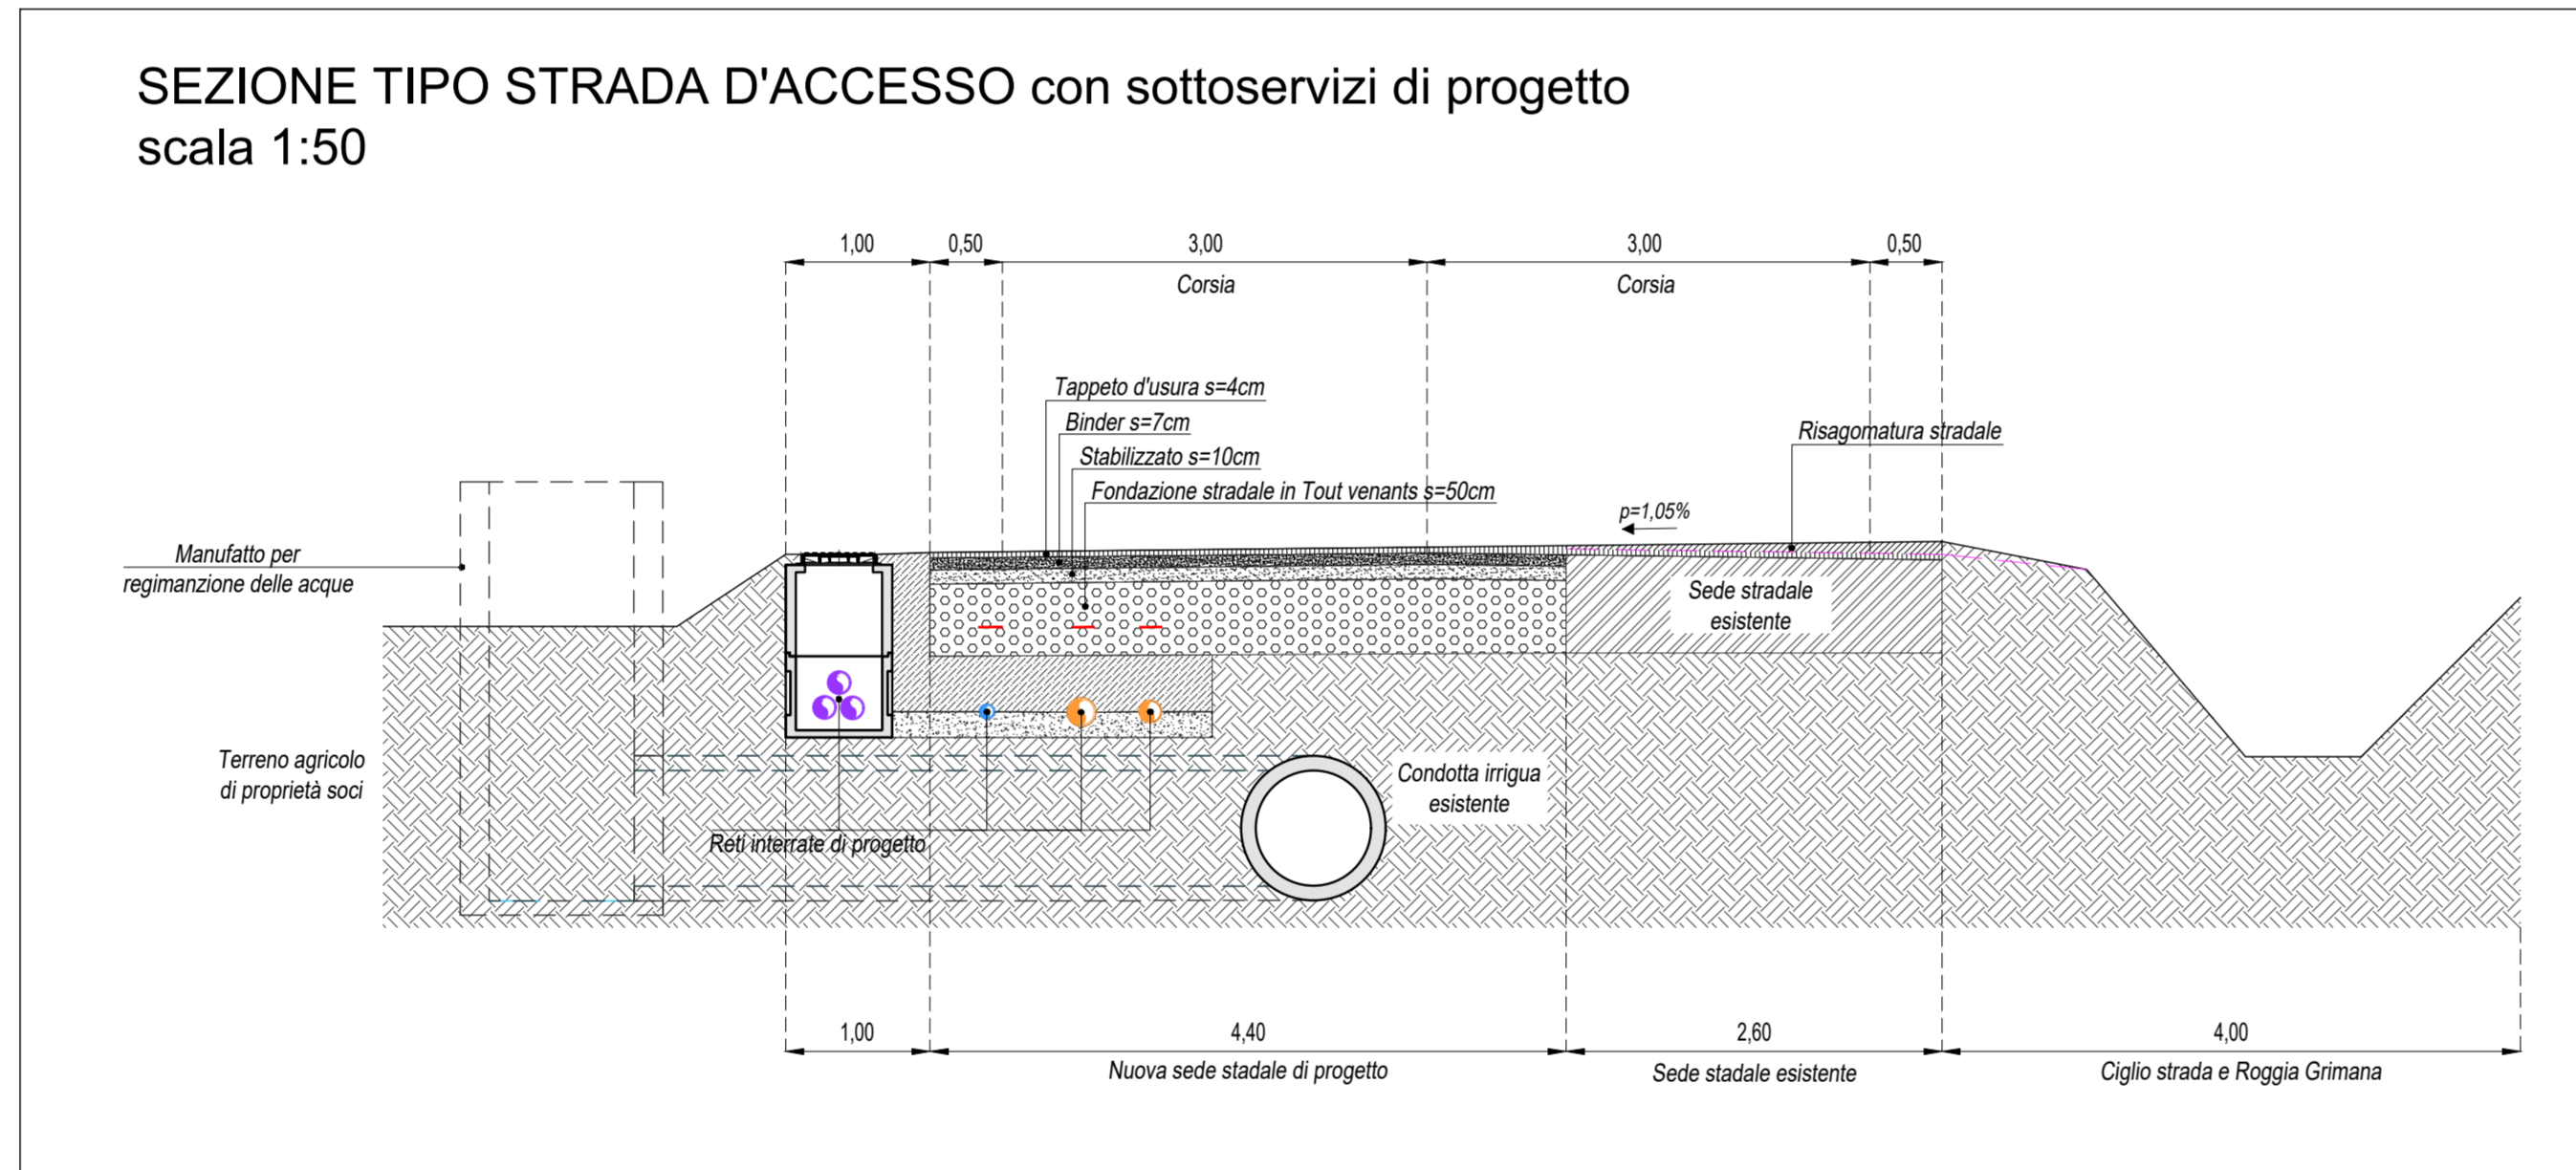 SEZIONE TIPO STRADA D'ACCESSO con sottoservizi di progetto
scala 1:50
1,00
0,50
3,00
3,00
0,50
Corsia
Corsia
Tappeto d'usura s=4cm
Binder s=7cm
Stabilizzato s=10cm
Fondazione stradale in Tout venants s=50cm
Risagomatura stradale
p=1,05%
Manufatto per
regimanzione delle acque
Sede stradale
esistente
Terreno agricolo
di proprietà soci
Condotta irrigua
esistente
Reti interrate di progetto
1,00
4,40
2,60
4,00
Nuova sede stadale di progetto
Sede stadale esistente
Ciglio strada e Roggia Grimana